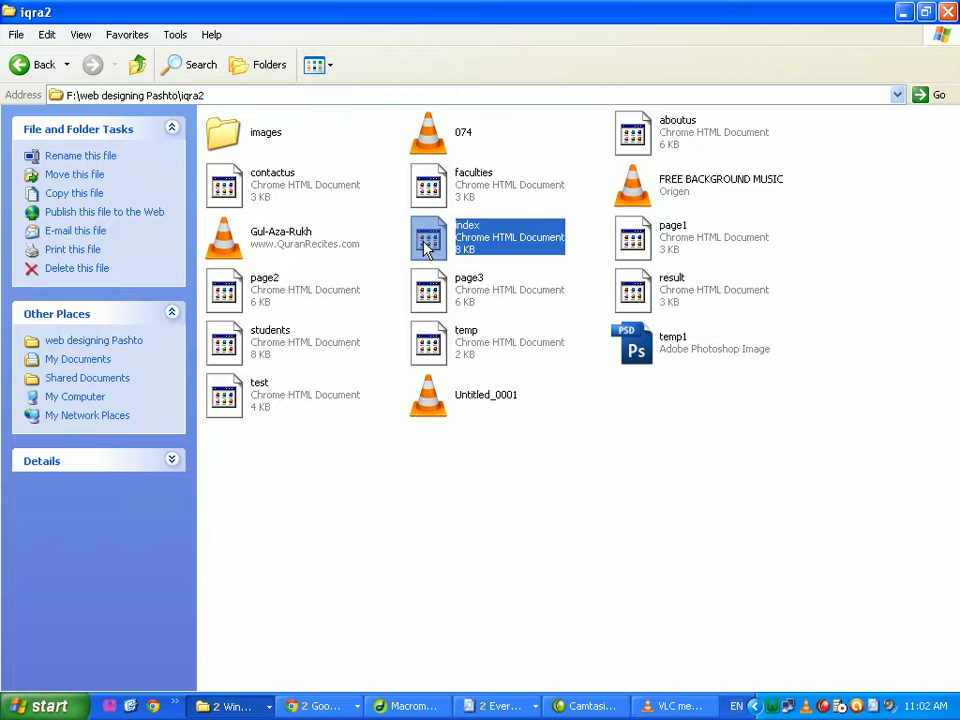 iqra2
File Edit View Favorites Tools Help
Back Search Folders
Address F:\web designing Pashto\iqra2 Go
File and Folder Tasks
Rename this file
Move this file
Copy this file
Publish this file to the Web
E-mail this file
Print this file
Delete this file
Other Places
web designing Pashto
My Documents
Shared Documents
My Computer
My Network Places
Details
images
074
aboutus
Chrome HTML Document
6 KB
contactus
Chrome HTML Document
3 KB
faculties
Chrome HTML Document
3 KB
FREE BACKGROUND MUSIC
Origen
Gul-Aza-Rukh
www.QuranRecites.com
index
Chrome HTML Document
8 KB
page1
Chrome HTML Document
3 KB
page2
Chrome HTML Document
6 KB
page3
Chrome HTML Document
6 KB
result
Chrome HTML Document
3 KB
students
Chrome HTML Document
8 KB
temp
Chrome HTML Document
2 KB
PSD
Ps
temp1
Adobe Photoshop Image
test
Chrome HTML Document
4 KB
Untitled_0001
start 2 Win... 2 Goo... Macrom... 2 Ever... Camtasi... VLC me... EN 11:02 AM